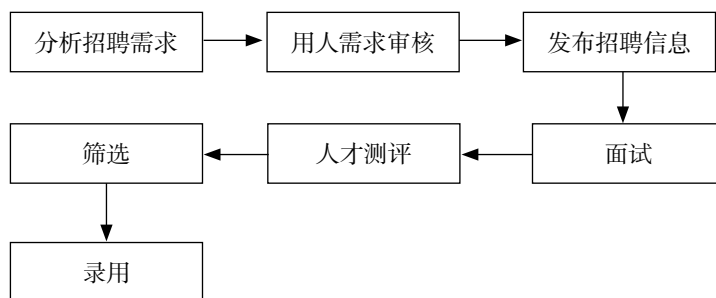 分析招聘需求
用人需求审核
发布招聘信息
面试
人才测评
筛选
录用